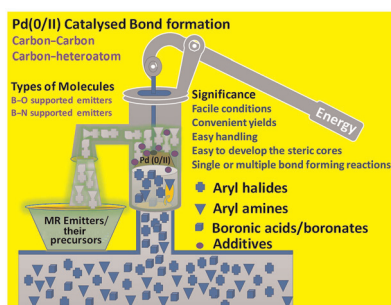 Pd(0/II) Catalysed Bond formation
Carbon–Carbon
Carbon–heteroatom
Types of Molecules
B–O supported emitters
B–N supported emitters
Significance
Facile conditions
Convenient yields
Easy handling
Easy to develop the steric cores
Single or multiple bond forming reactions
Energy
Pd (0/II)
Aryl halides
Aryl amines
Boronic acids/boronates
Additives
MR Emitters/
their
precursors